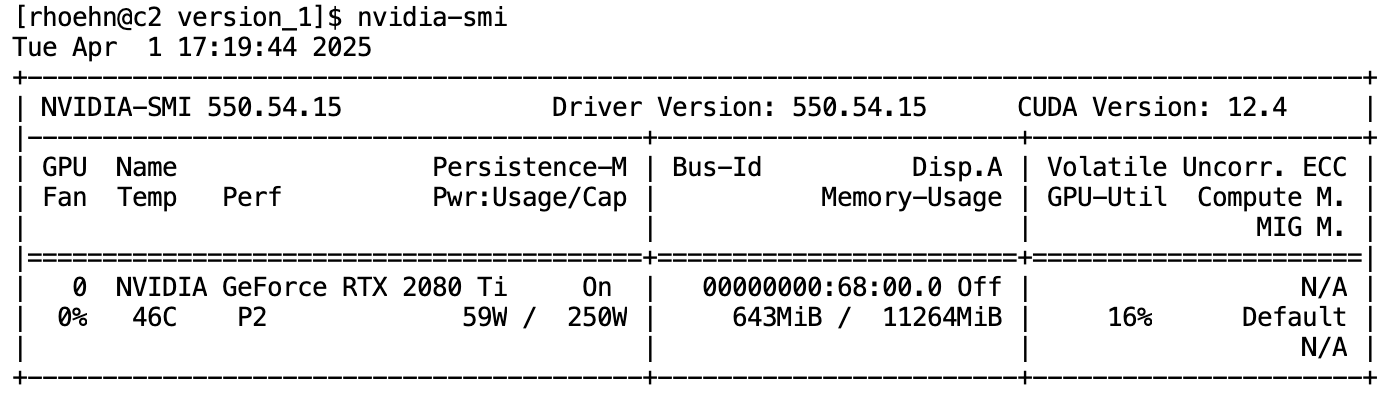 [rhoehn@c2 version_1]$ nvidia-smi
Tue Apr  1 17:19:44 2025
+-----------------------------------------------------------------------------------------+
| NVIDIA-SMI 550.54.15              Driver Version: 550.54.15      CUDA Version: 12.4     |
|-----------------------------------------+------------------------+----------------------+
| GPU  Name                 Persistence-M | Bus-Id          Disp.A | Volatile Uncorr. ECC |
| Fan  Temp   Perf          Pwr:Usage/Cap |           Memory-Usage | GPU-Util  Compute M. |
|                                         |                        |               MIG M. |
|=========================================+========================+======================|
|   0  NVIDIA GeForce RTX 2080 Ti     On  |   00000000:68:00.0 Off |                  N/A |
|  0%   46C    P2              59W /  250W |     643MiB /  11264MiB |     16%      Default |
|                                         |                        |                  N/A |
+-----------------------------------------+------------------------+----------------------+